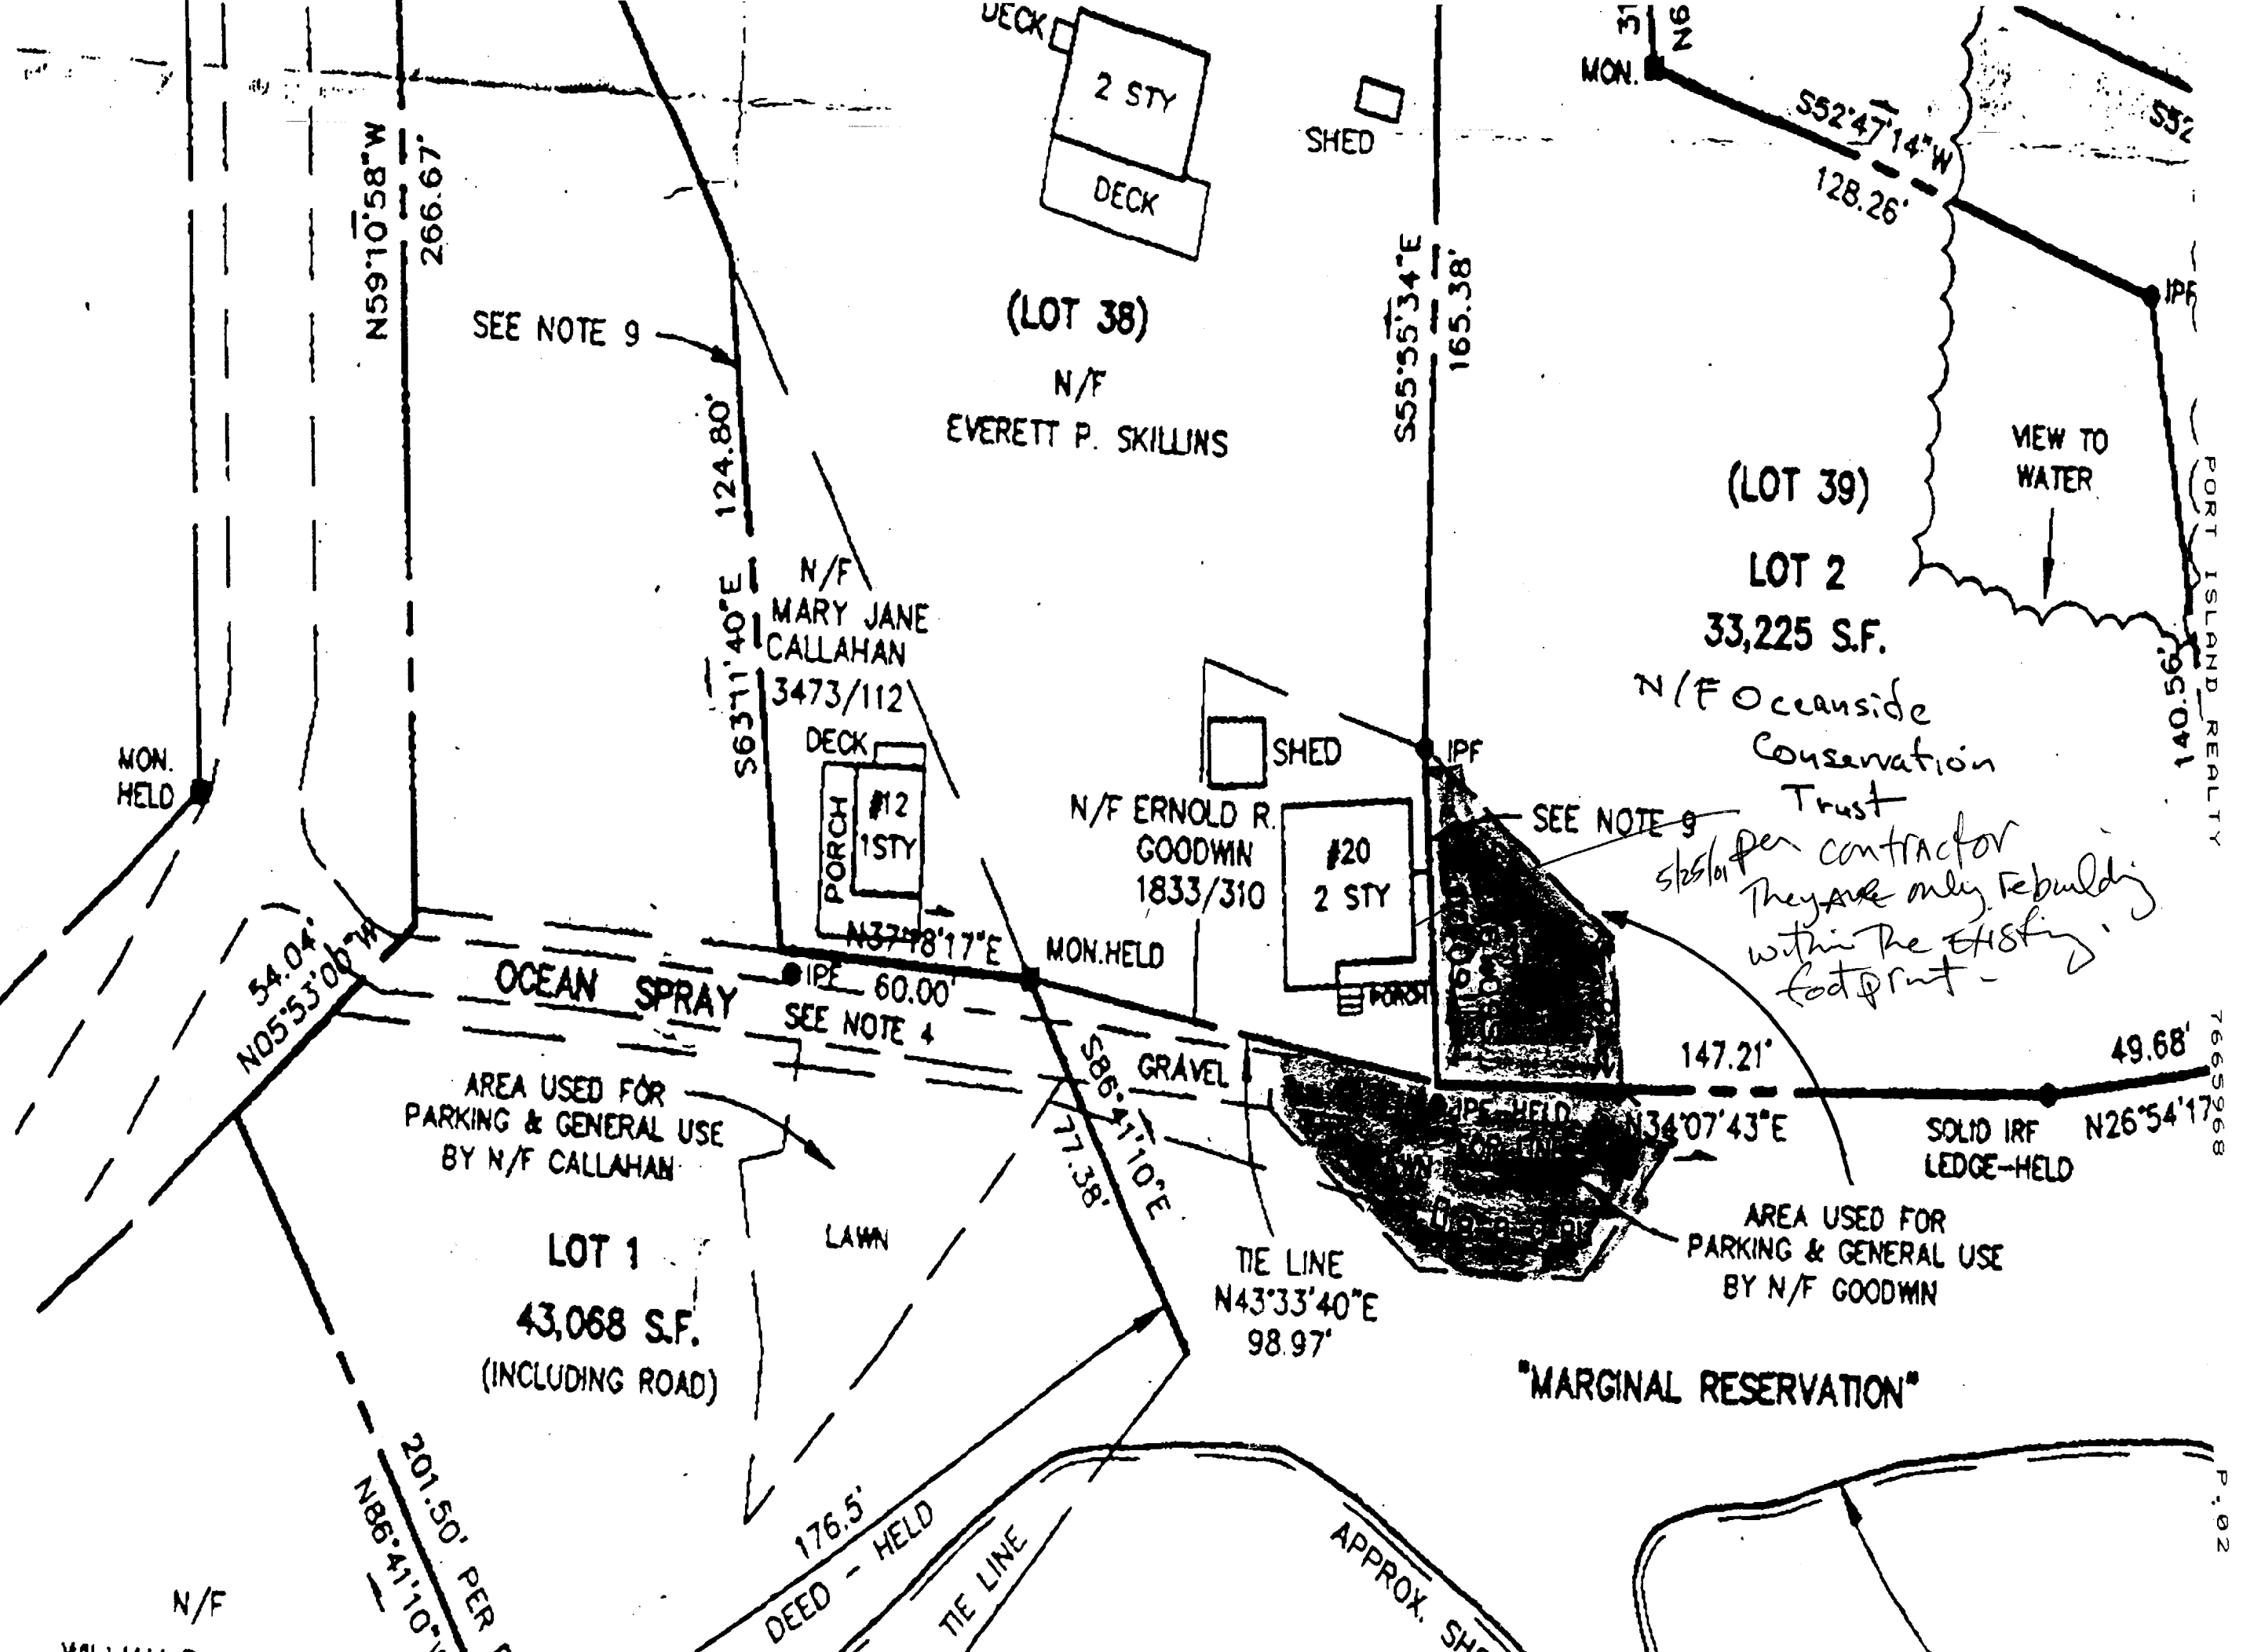 DECK
2 STY
DECK
SHED
31
N6
MON.
S52°47'14"W
128.26'
S52
N59°10'58"W
266.67'
SEE NOTE 9
(LOT 38)
N/F
EVERETT P. SKILLINS
S55°55'34"E
165.38'
IPF
VIEW TO
WATER
(LOT 39)
LOT 2
33,225 S.F.
N/F Oceanside
Conservation
Trust
140.56'
PORT ISLAND REALTY
124.80'
S63°11'40"E
N/F
MARY JANE
CALLAHAN
3473/112
DECK
PORCH
#12
1STY
MON.
HELD
SHED
IPF
N/F ERNOLD R.
GOODWIN
1833/310
#20
2 STY
PORCH
SEE NOTE 9
5/25/01 per contractor
They are only rebuilding
within The Existing
footprint -
N37°18'17"E
60.00'
MON.HELD
IPF
SEE NOTE 4
OCEAN SPRAY
54.04'
N05°53'00"W
GRAVEL
S86°41'10"E
77.38'
147.21'
N34°07'43"E
49.68'
N26°54'17
SOLID IRF
LEDGE-HELD
7665968
AREA USED FOR
PARKING & GENERAL USE
BY N/F CALLAHAN
LAWN
LOT 1
43,068 S.F.
(INCLUDING ROAD)
TIE LINE
N43°33'40"E
98.97'
AREA USED FOR
PARKING & GENERAL USE
BY N/F GOODWIN
"MARGINAL RESERVATION"
201.50' PER
N86°41'10"
176.5'
DEED - HELD
TIE LINE
APPROX.
P.02
N/F